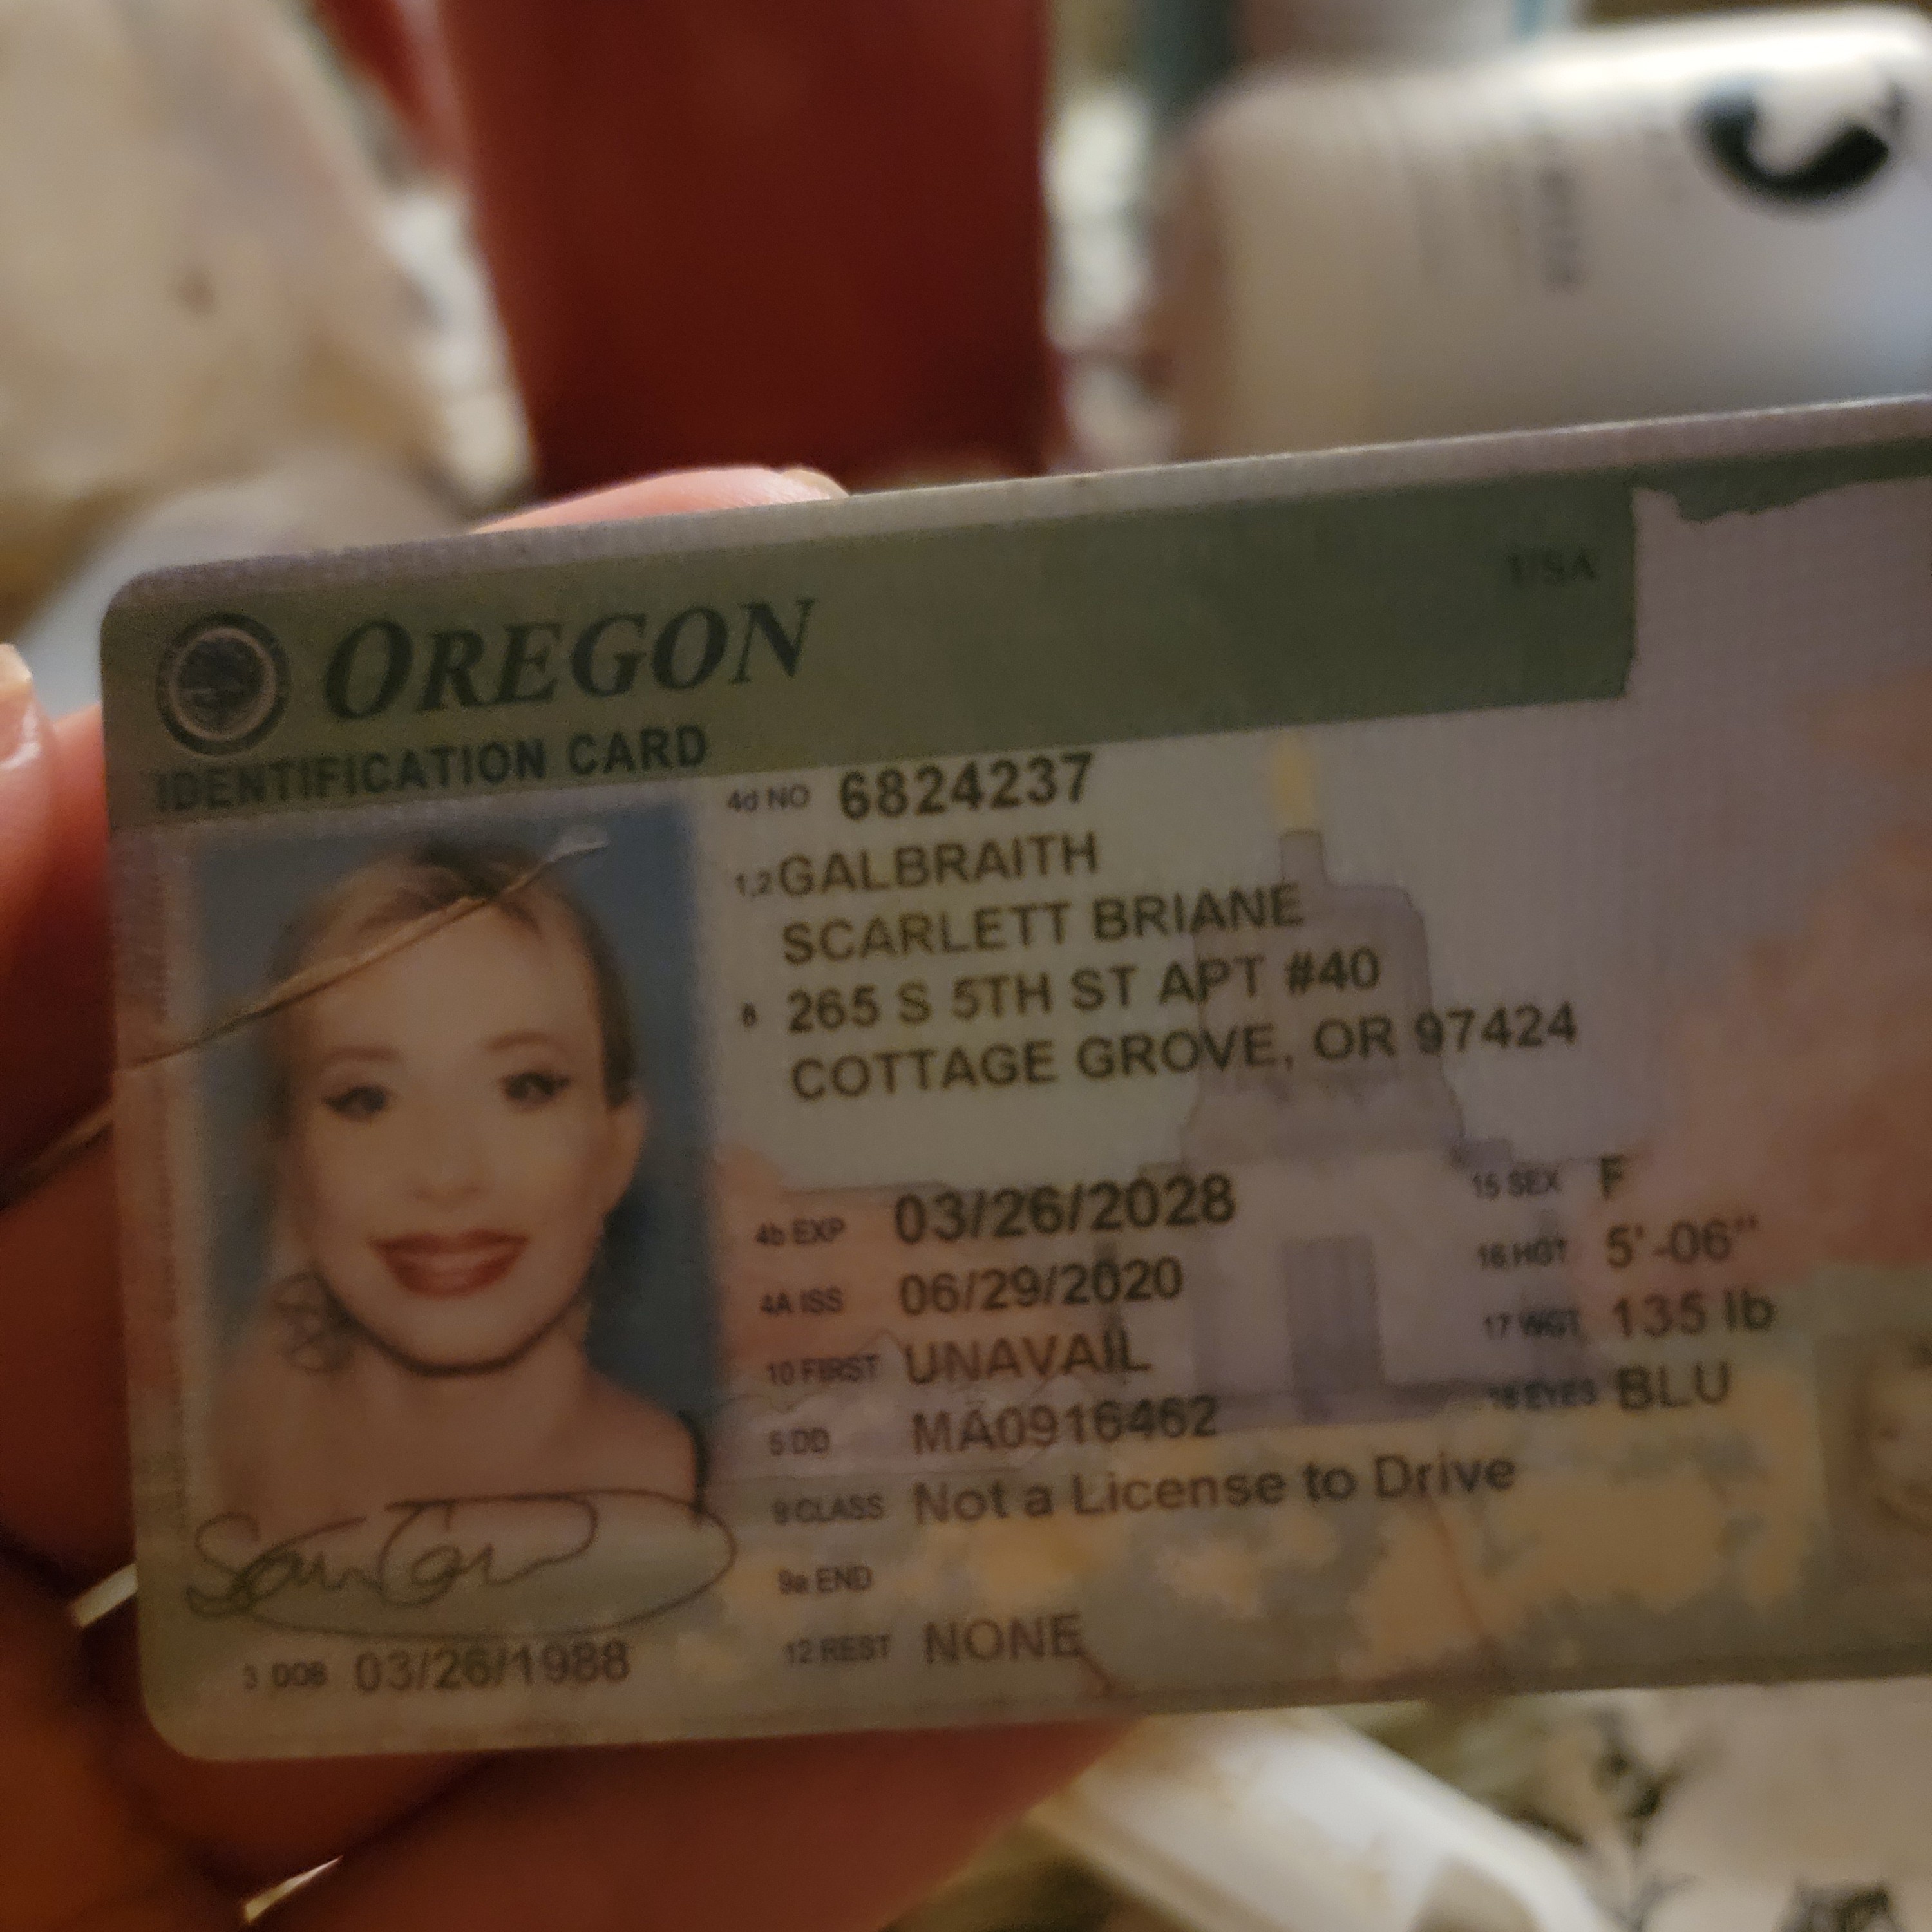 OREGON
USA
IDENTIFICATION CARD
4d NO 6824237
1,2 GALBRAITH
SCARLETT BRIANE
8 265 S 5TH ST APT #40
COTTAGE GROVE, OR 97424
4b EXP 03/26/2028
15 SEX F
4A ISS 06/29/2020
16 HGT 5'-06"
10 FIRST UNAVAIL
17 WGT 135 lb
5 DD MA0916462
18 EYES BLU
9 CLASS Not a License to Drive
9a END
12 REST NONE
3 DOB 03/26/1988